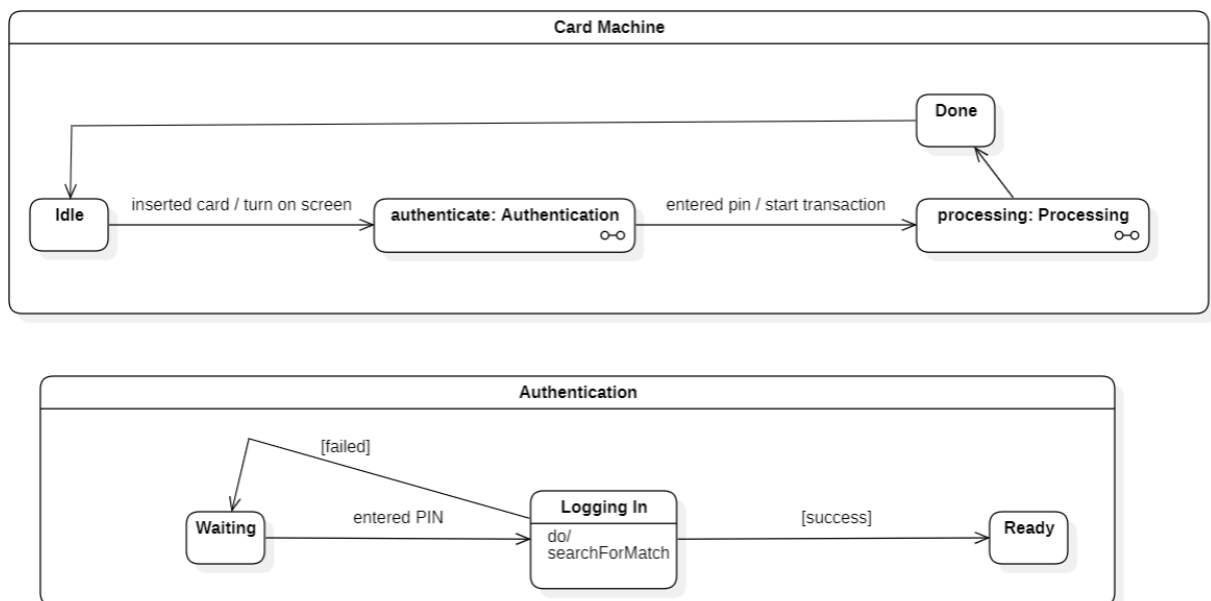 Card Machine
Done
Idle
inserted card / turn on screen
authenticate: Authentication
entered pin / start transaction
processing: Processing
Authentication
[failed]
Waiting
entered PIN
Logging In
do/
searchForMatch
[success]
Ready